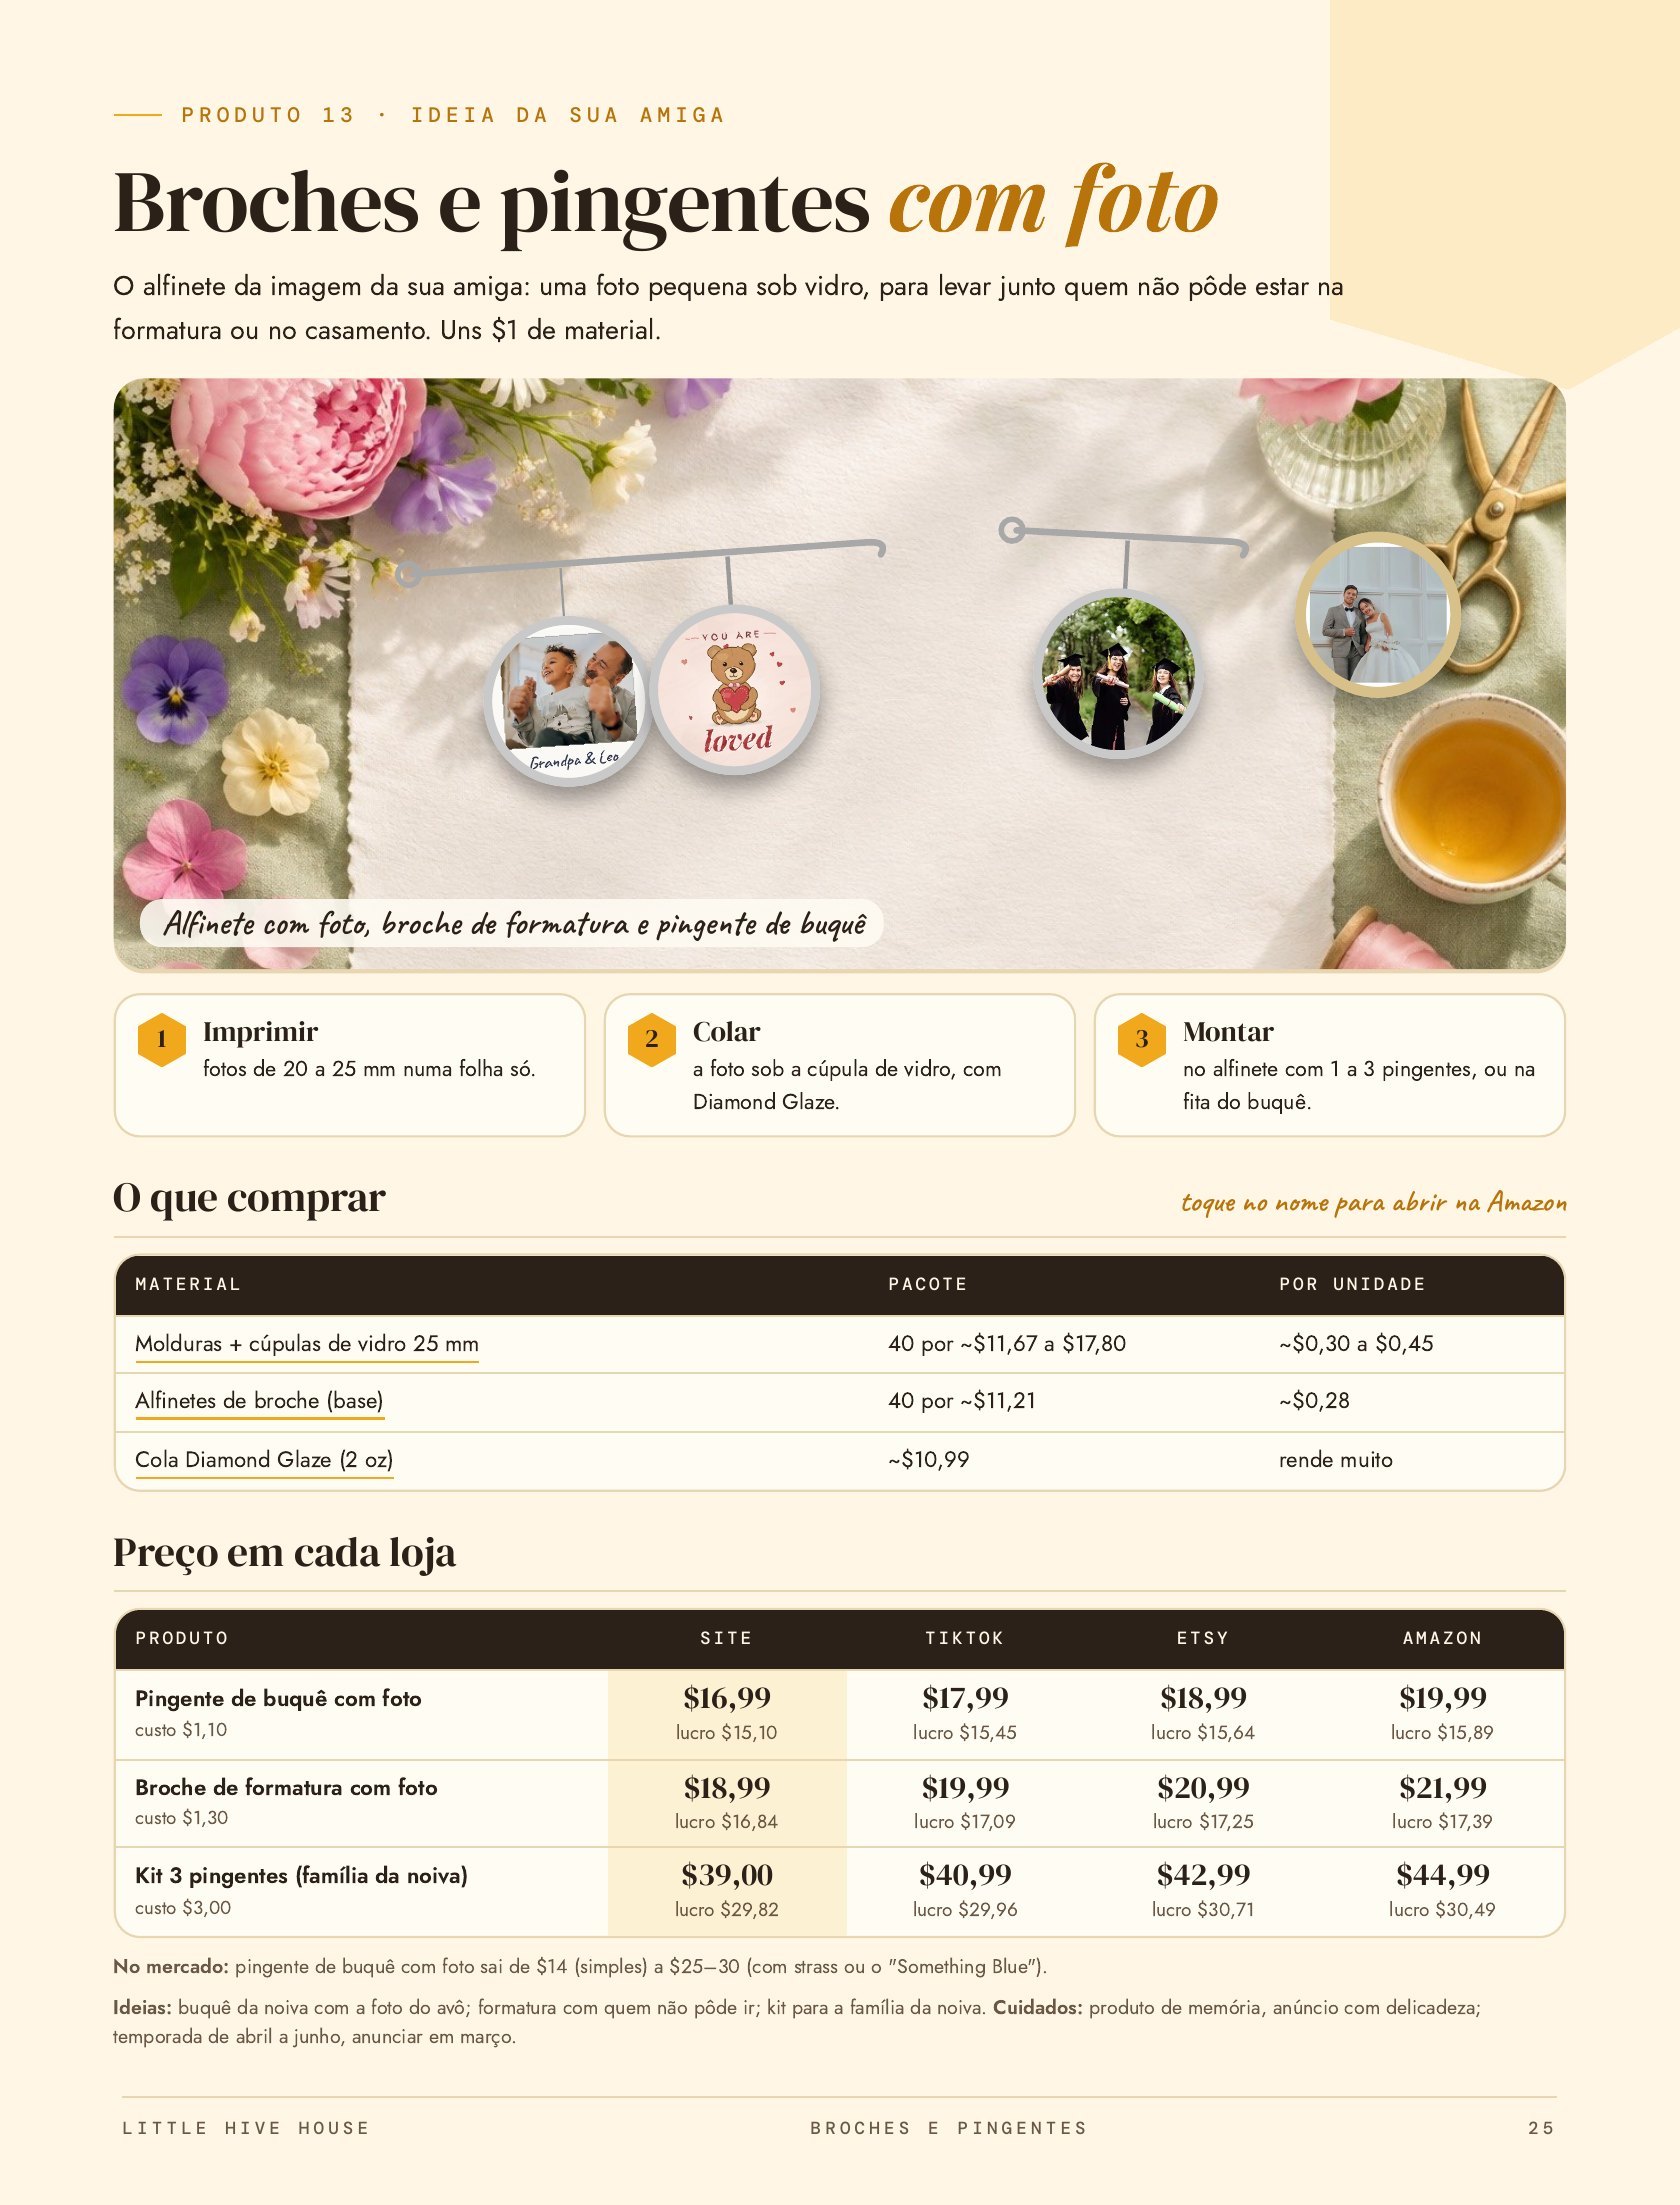 PRODUTO 13 · IDEIA DA SUA AMIGA
Broches e pingentes com foto
O alfinete da imagem da sua amiga: uma foto pequena sob vidro, para levar junto quem não pôde estar na
formatura ou no casamento. Uns $1 de material.
YOU ARE
loved
Grandpa & Leo
Alfinete com foto, broche de formatura e pingente de buquê
1 Imprimir
fotos de 20 a 25 mm numa folha só.
2 Colar
a foto sob a cúpula de vidro, com
Diamond Glaze.
3 Montar
no alfinete com 1 a 3 pingentes, ou na
fita do buquê.
O que comprar
toque no nome para abrir na Amazon
MATERIAL PACOTE POR UNIDADE
Molduras + cúpulas de vidro 25 mm 40 por ~$11,67 a $17,80 ~$0,30 a $0,45
Alfinetes de broche (base) 40 por ~$11,21 ~$0,28
Cola Diamond Glaze (2 oz) ~$10,99 rende muito
Preço em cada loja
PRODUTO SITE TIKTOK ETSY AMAZON
Pingente de buquê com foto $16,99 $17,99 $18,99 $19,99
custo $1,10 lucro $15,10 lucro $15,45 lucro $15,64 lucro $15,89
Broche de formatura com foto $18,99 $19,99 $20,99 $21,99
custo $1,30 lucro $16,84 lucro $17,09 lucro $17,25 lucro $17,39
Kit 3 pingentes (família da noiva) $39,00 $40,99 $42,99 $44,99
custo $3,00 lucro $29,82 lucro $29,96 lucro $30,71 lucro $30,49
No mercado: pingente de buquê com foto sai de $14 (simples) a $25–30 (com strass ou o "Something Blue").
Ideias: buquê da noiva com a foto do avô; formatura com quem não pôde ir; kit para a família da noiva. Cuidados: produto de memória, anúncio com delicadeza;
temporada de abril a junho, anunciar em março.
LITTLE HIVE HOUSE BROCHES E PINGENTES 25